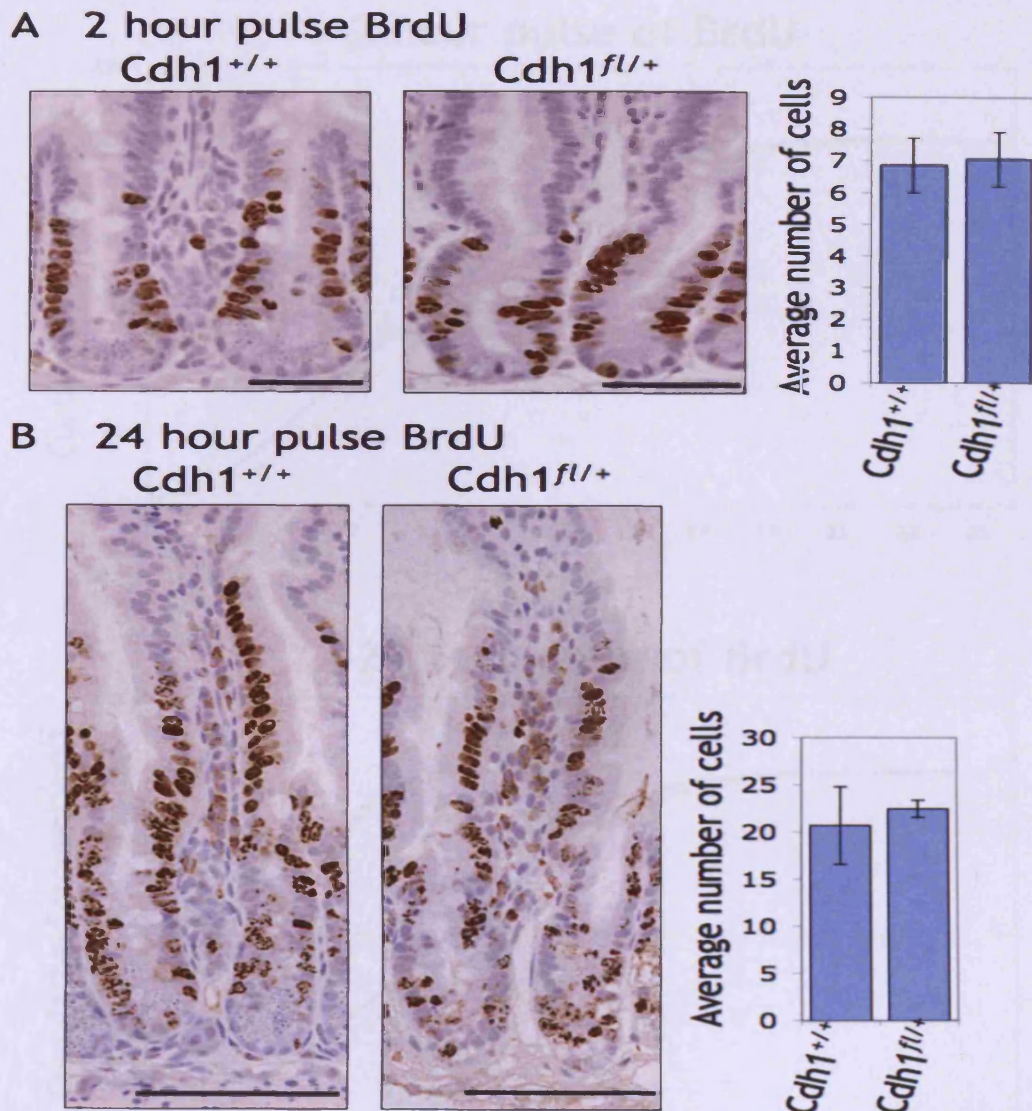 A 2 hour pulse BrdU
Cdh1+/+ Cdh1fl/+
Average number of cells
9
8
7
6
5
4
3
2
1
0
Cdh1+/+ Cdh1fl/+
B 24 hour pulse BrdU
Cdh1+/+ Cdh1fl/+
Average number of cells
30
25
20
15
10
5
0
Cdh1+/+ Cdh1fl/+